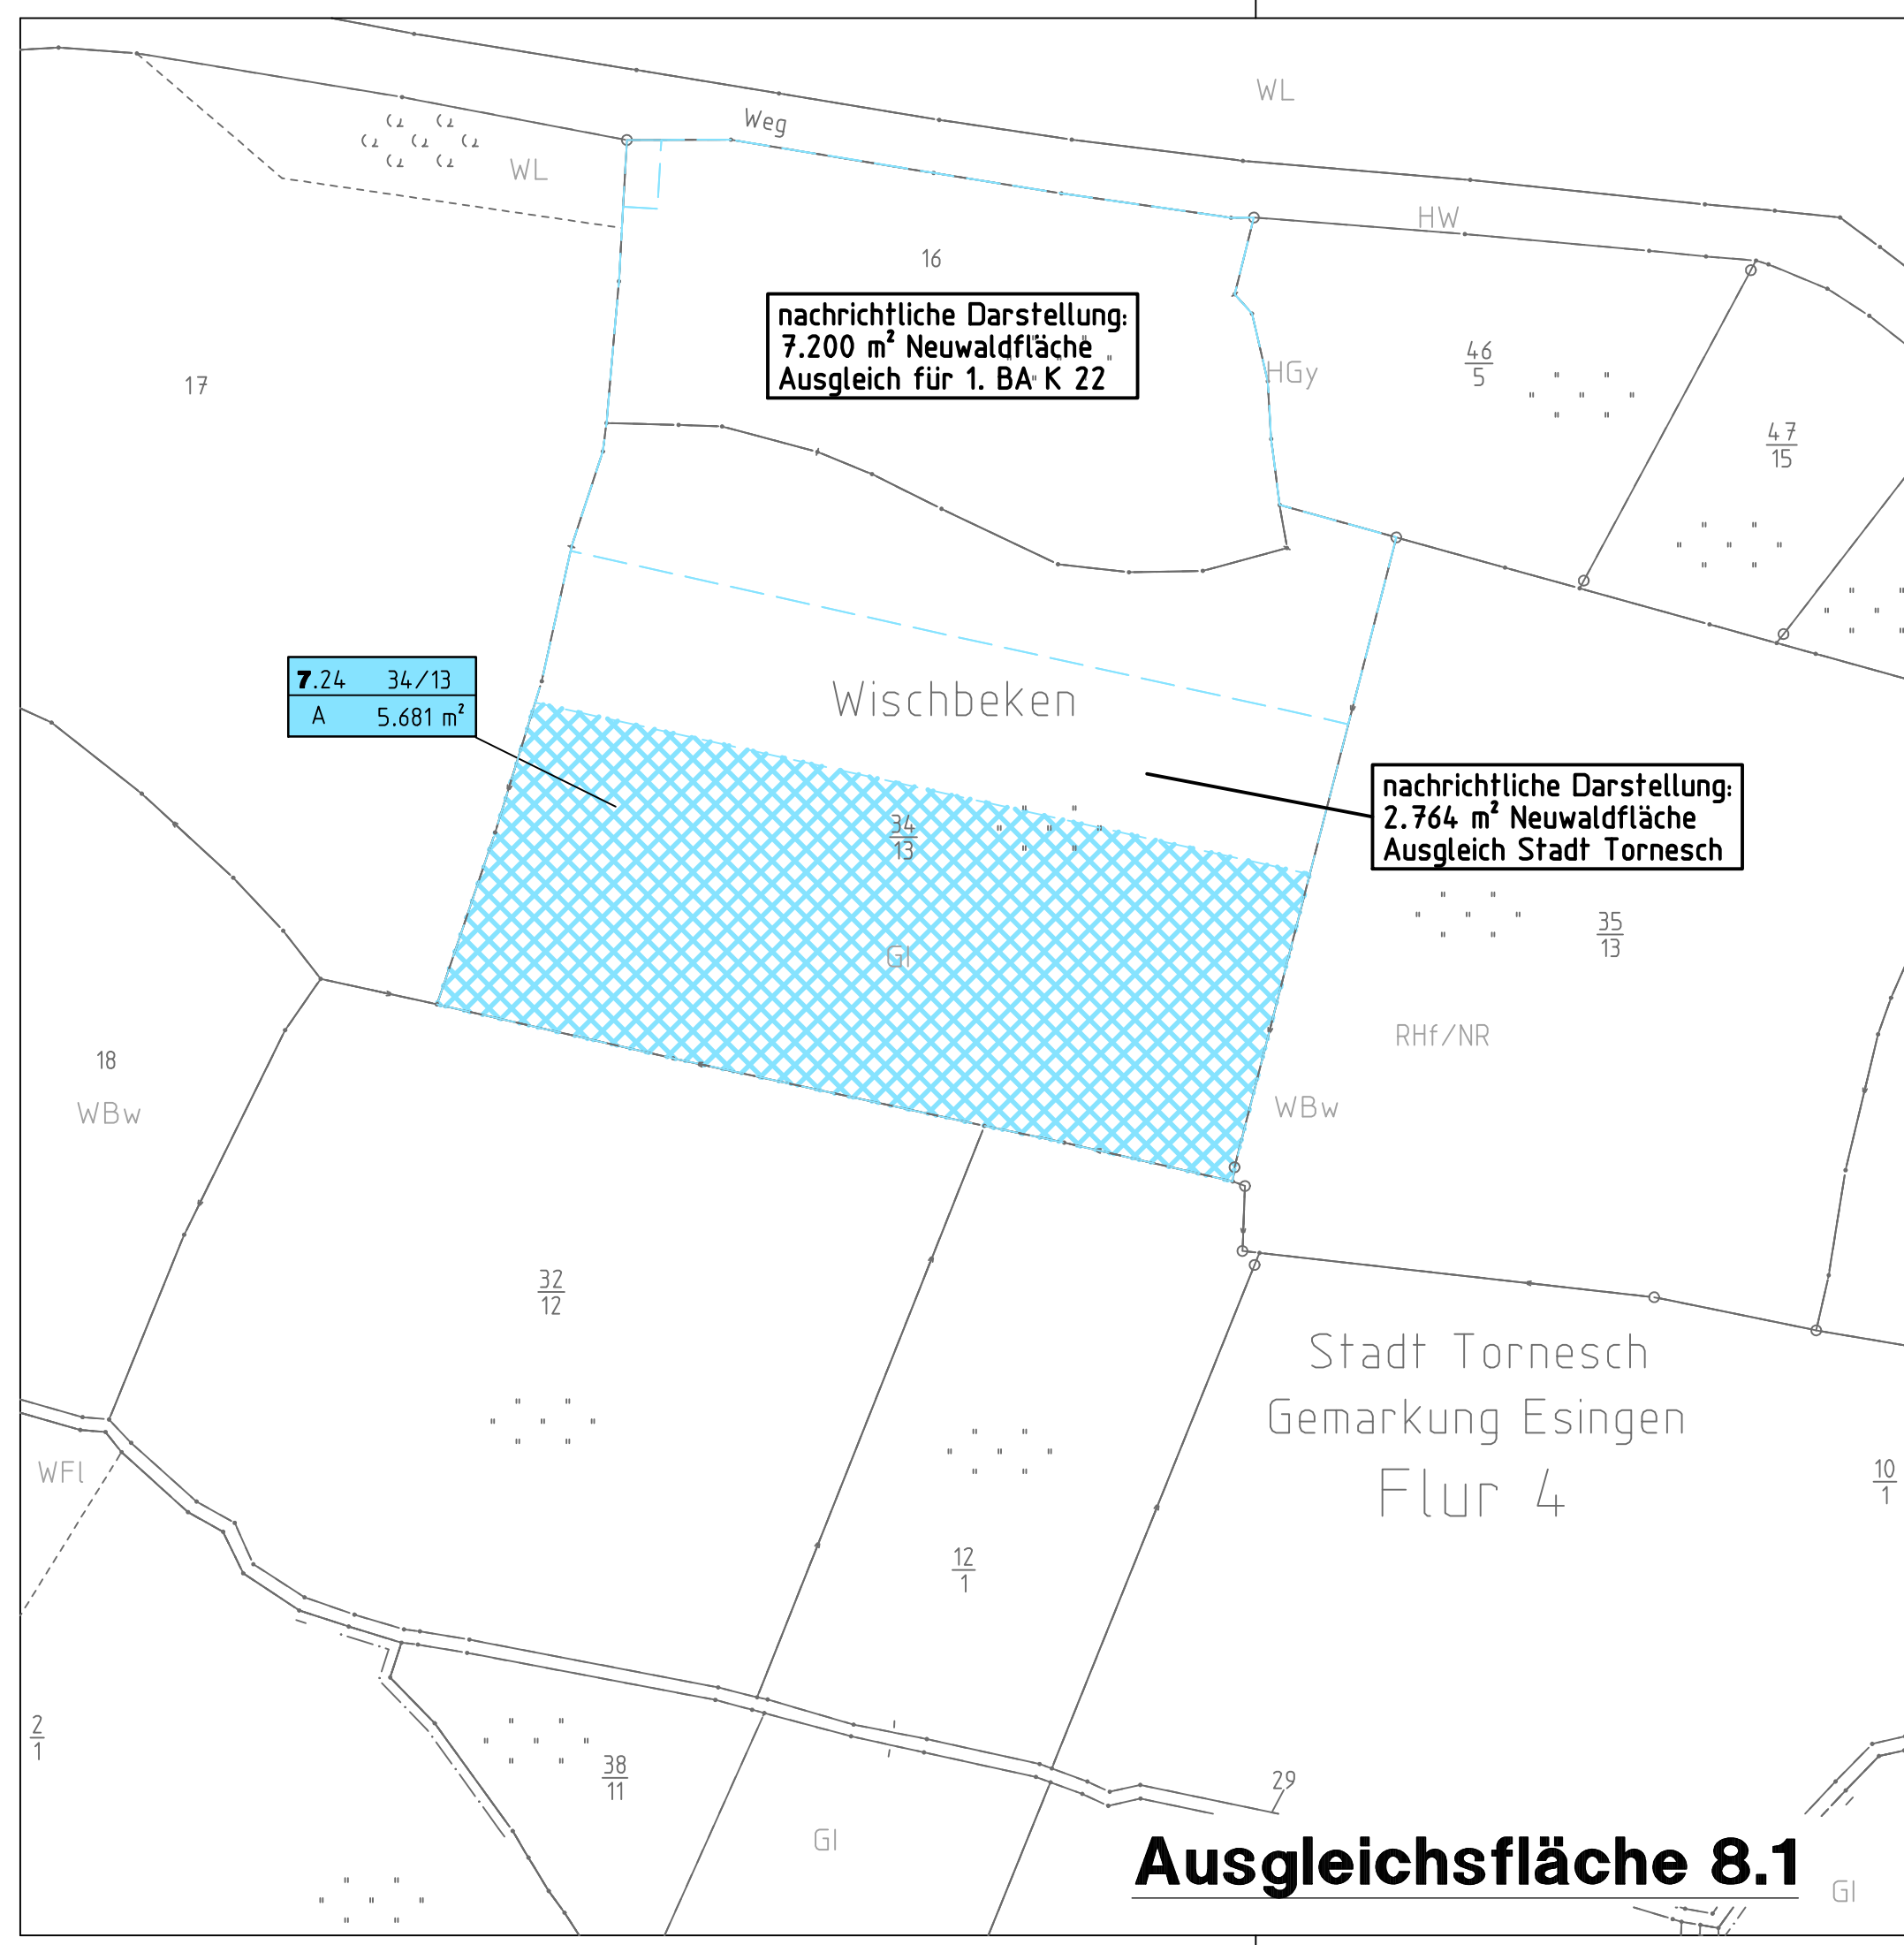 WL
Weg
WL
HW
16
nachrichtliche Darstellung:
7.200 m² Neuwaldfläche
Ausgleich für 1. BA K 22
17
HGy
46
5
47
15
Wischbeken
7.24 34/13
A 5.681 m²
nachrichtliche Darstellung:
2.764 m² Neuwaldfläche
Ausgleich Stadt Tornesch
34
13
GI
35
13
RHf/NR
18
WBw
WBw
32
12
Stadt Tornesch
Gemarkung Esingen
Flur 4
WFl
10
1
12
1
2
1
38
11
29
GI
Ausgleichsfläche 8.1
GI